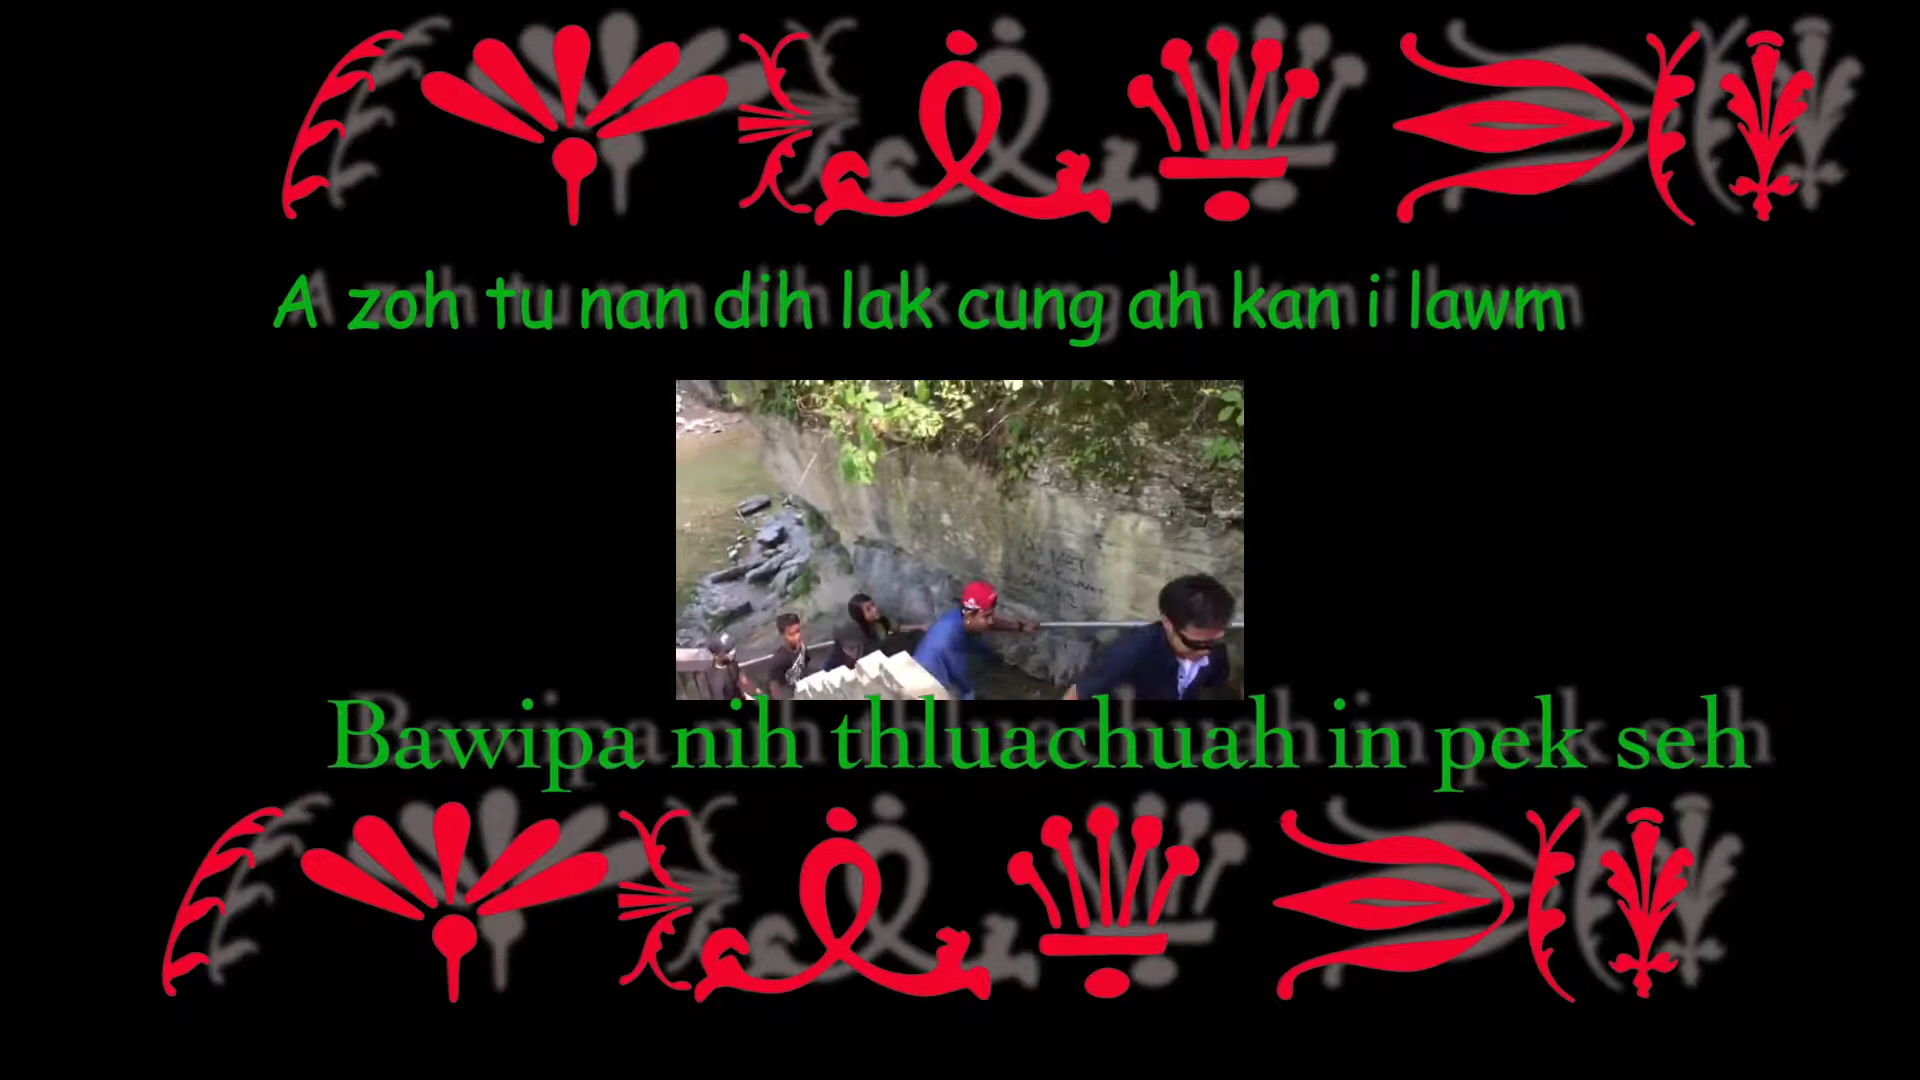 A zoh tu nan dih lak cung ah kan i lawm
Bawipa nih thluachuah in pek seh